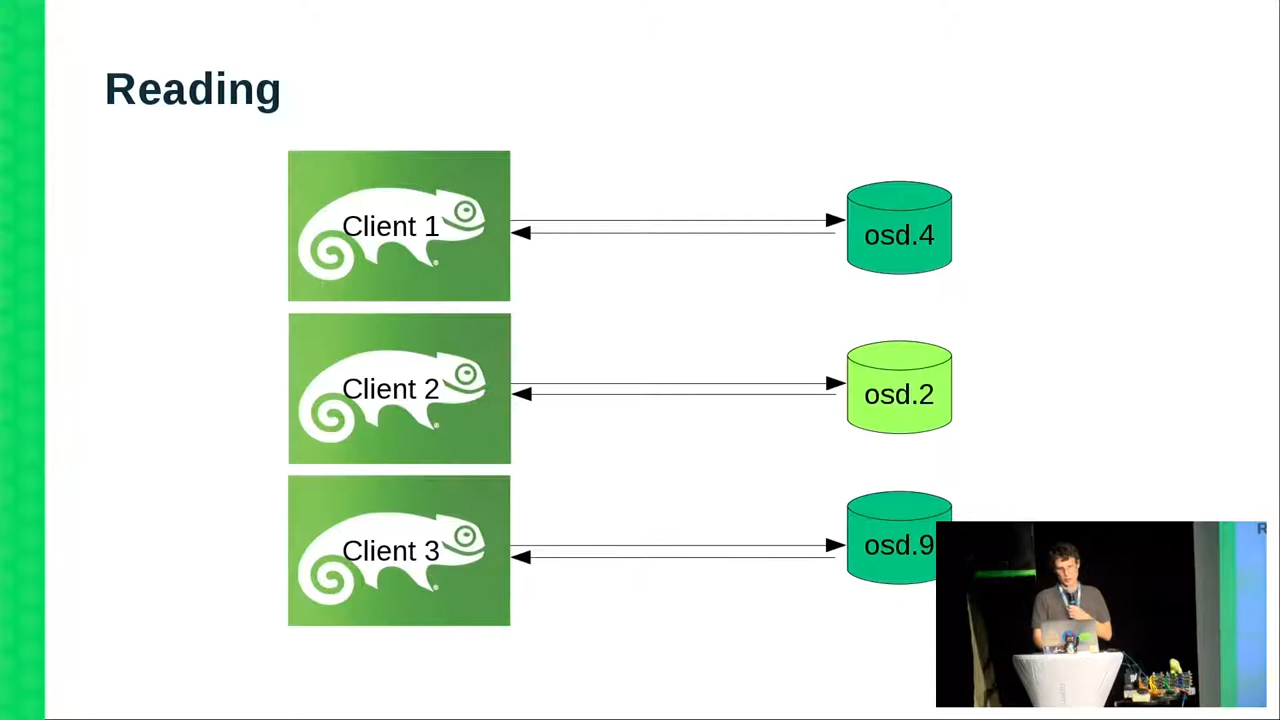 Reading
Client 1
osd.4
Client 2
osd.2
Client 3
osd.9
R